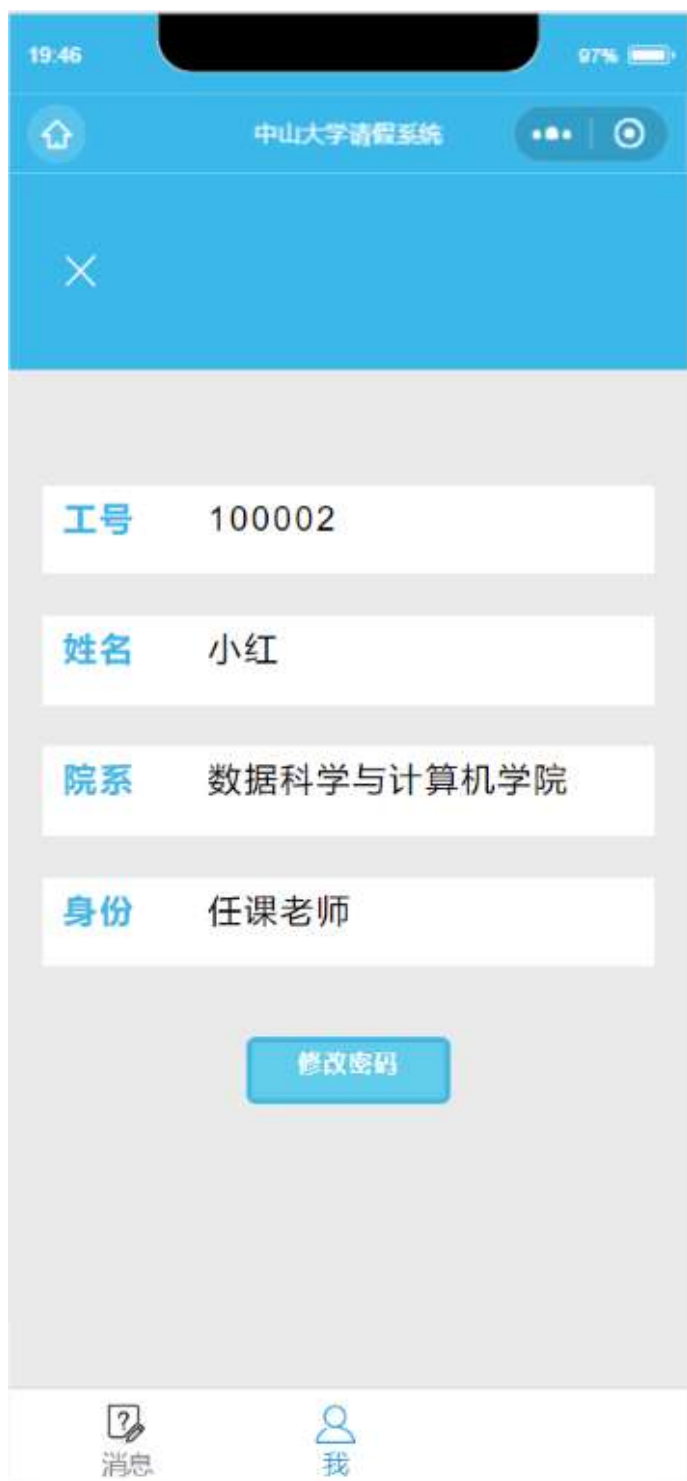 19:46 97%
中山大学请假系统
工号 100002
姓名 小红
院系 数据科学与计算机学院
身份 任课老师
修改密码
消息 我